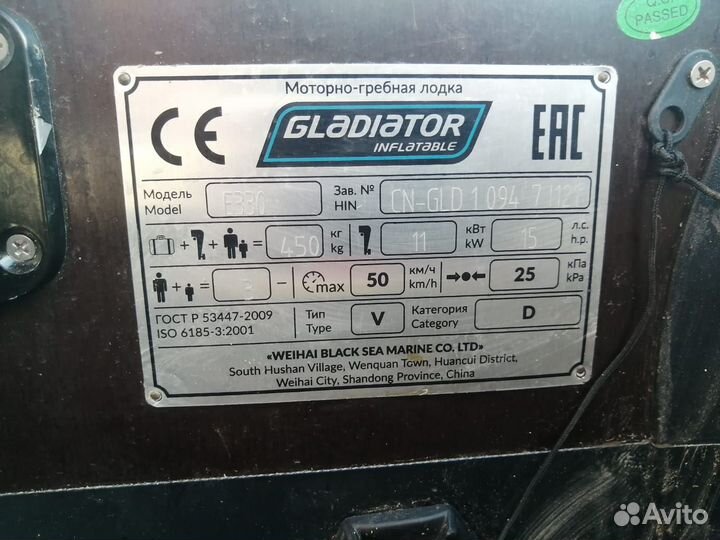 Q.C.
PASSED
Моторно-гребная лодка
CE
GLADIATOR
INFLATABLE
EAC
Модель
Model
E330
Зав. №
HIN
CN-GLD 1 094
кг
kg
450
11
кВт
kW
15
л.с.
h.p.
max
50
км/ч
km/h
25
кПа
kPa
ГОСТ Р 53447-2009
ISO 6185-3:2001
Тип
Type
V
Категория
Category
D
«WEIHAI BLACK SEA MARINE CO. LTD»
South Hushan Village, Wenquan Town, Huancui District,
Weihai City, Shandong Province, China
Avito